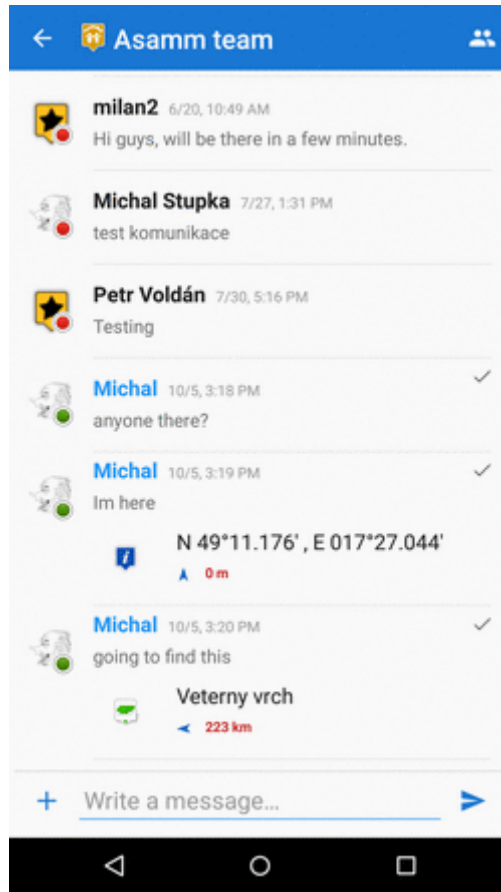 Asamm team
milan2 6/20, 10:49 AM
Hi guys, will be there in a few minutes.
Michal Stupka 7/27, 1:31 PM
test komunikace
Petr Voldán 7/30, 5:16 PM
Testing
Michal 10/5, 3:18 PM
anyone there?
Michal 10/5, 3:19 PM
Im here
N 49°11.176' , E 017°27.044'
0 m
Michal 10/5, 3:20 PM
going to find this
Veterny vrch
223 km
Write a message...